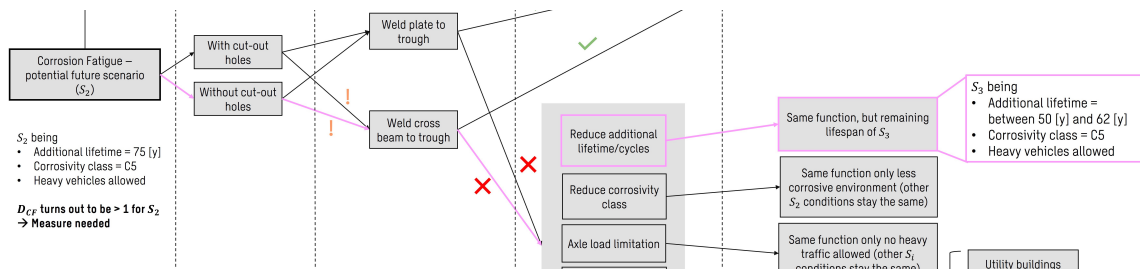 Corrosion Fatigue –
potential future scenario
(S₂)
S₂ being
• Additional lifetime = 75 [y]
• Corrosivity class = C5
• Heavy vehicles allowed
D_CF turns out to be > 1 for S₂
→ Measure needed
With cut-out
holes
Without cut-out
holes
!
!
Weld plate to
trough
Weld cross
beam to trough
Reduce additional
lifetime/cycles
Reduce corrosivity
class
Axle load limitation
Same function, but remaining
lifespan of S₃
Same function only less
corrosive environment (other
S₂ conditions stay the same)
Same function only no heavy
traffic allowed (other Sᵢ
conditions stay the same)
S₃ being
• Additional lifetime =
between 50 [y] and 62 [y]
• Corrosivity class = C5
• Heavy vehicles allowed
Utility buildings